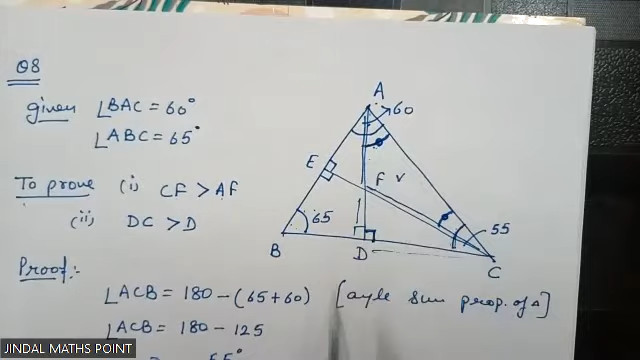 Q8
given ∠BAC = 60°
∠ABC = 65°
To prove (i) CF > AF
(ii) DC > D
Proof:-
∠ACB = 180 - (65+60) [angle sum prop. of Δ]
∠ACB = 180 - 125
55°
A
60
E
F
65
55
B
D
C
JINDAL MATHS POINT